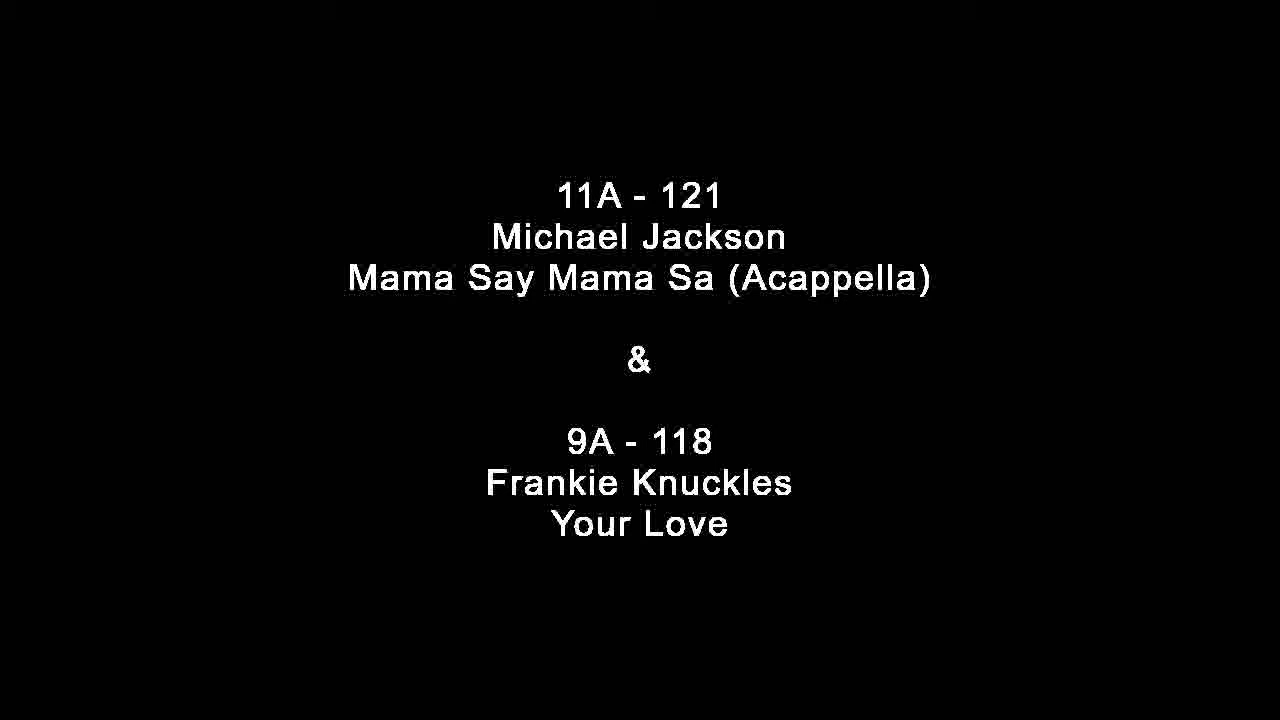 11A - 121
Michael Jackson
Mama Say Mama Sa (Acappella)
&
9A - 118
Frankie Knuckles
Your Love